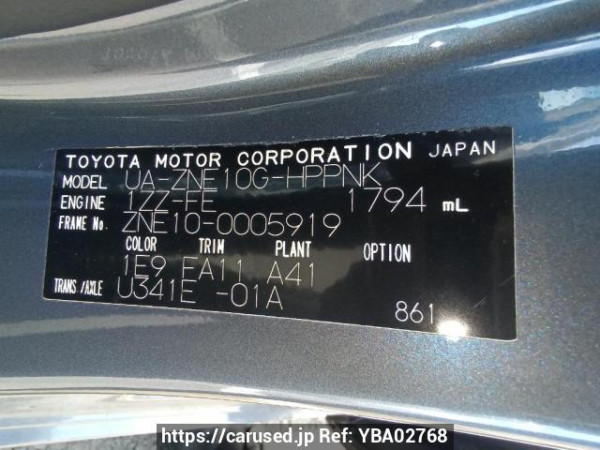 TOYOTA MOTOR CORPORATION JAPAN
MODEL UA-ZNE10G-HPPNK
ENGINE 1ZZ-FE 1794 mL
FRAME No. ZNE10-0005919
COLOR TRIM PLANT OPTION
1E9 FA11 A41
TRANS./AXLE U341E -01A
861
https://carused.jp Ref: YBA02768